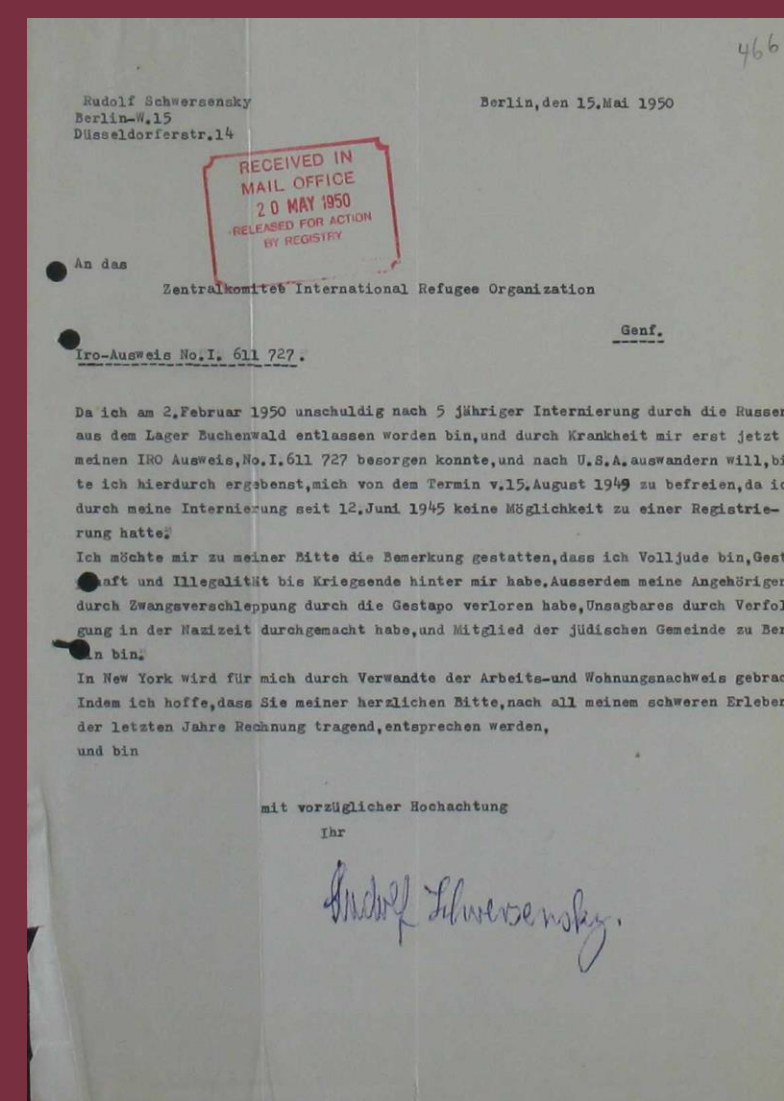 466
Rudolf Schwersensky
Berlin,den 15.Mai 1950
Berlin-W.15
Düsseldorferstr.14
RECEIVED IN
MAIL OFFICE
20 MAY 1950
RELEASED FOR ACTION
BY REGISTRY
An das
Zentralkomitet International Refugee Organization
Genf.
Iro-Ausweis No.I. 611 727.
Da ich am 2.Februar 1950 unschuldig nach 5 jähriger Internierung durch die Russen
aus dem Lager Buchenwald entlassen worden bin,und durch Krankheit mir erst jetzt
meinen IRO Ausweis,No.I.611 727 besorgen konnte,und nach U.S.A.auswandern will,bi
te ich hierdurch ergebenst,mich von dem Termin v.15.August 1949 zu befreien,da ic
durch meine Internierung seit 12.Juni 1945 keine Möglichkeit zu einer Registrie-
rung hatte.
Ich möchte mir zu meiner Bitte die Bemerkung gestatten,dass ich Volljude bin,Gest
aft und Illegalität bis Kriegsende hinter mir habe.Ausserdem meine Angehörigen
durch Zwangsverschleppung durch die Gestapo verloren habe,Unsagbares durch Verfol
gung in der Nazizeit durchgemacht habe,und Mitglied der jüdischen Gemeinde zu Ber
in bin.
In New York wird für mich durch Verwandte der Arbeits-und Wohnungsnachweis gebrac
Indem ich hoffe,dass Sie meiner herzlichen Bitte,nach all meinem schweren Erleben
der letzten Jahre Rechnung tragend,entsprechen werden,
und bin
mit vorzüglicher Hochachtung
Ihr
Rudolf Schwersensky.